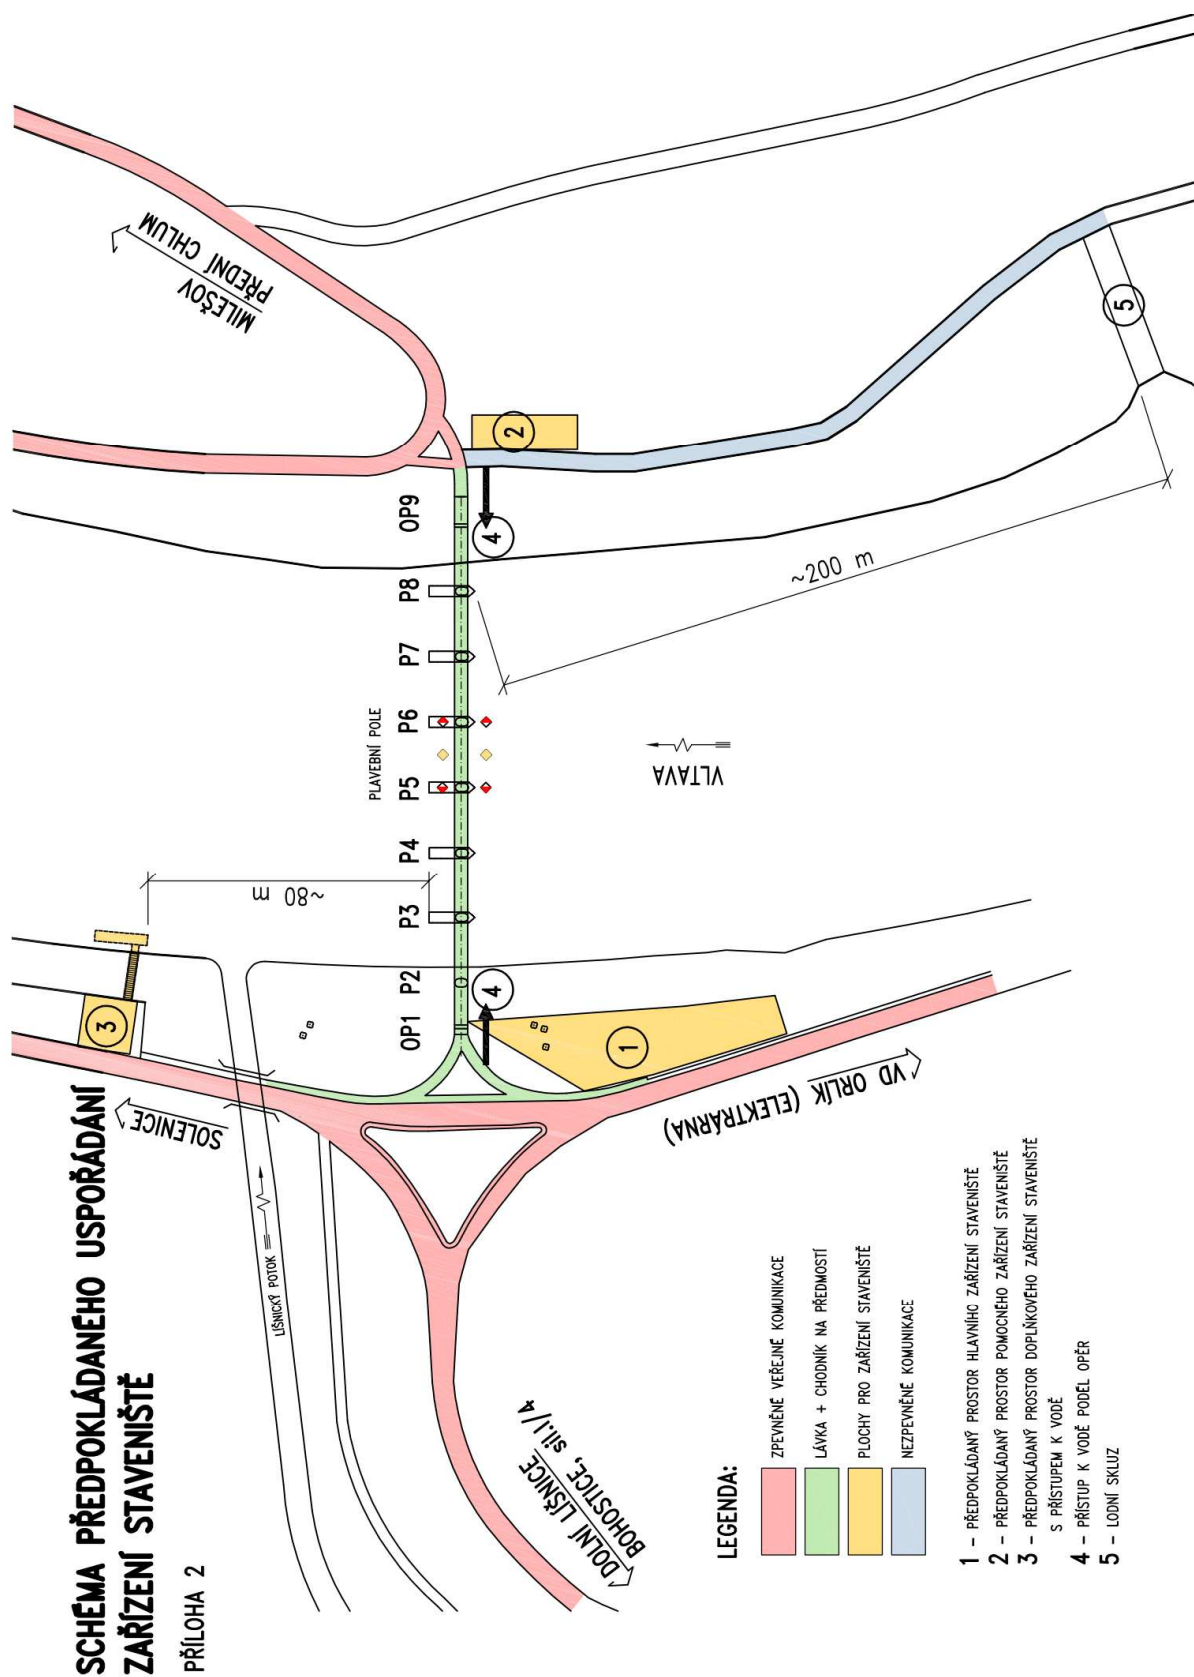 SCHÉMA PŘEDPOKLÁDANÉHO USPOŘÁDÁNÍ
ZAŘÍZENÍ STAVENIŠTĚ
PŘÍLOHA 2
SOLENICE
LÍŠNICKÝ POTOK
3
~80 m
OP1
P2
P3
P4
P5
P6
P7
P8
OP9
PLAVEBNÍ POLE
4
4
1
2
5
MILEŠOV
PŘEDNÍ CHLUM
VLTAVA
~200 m
VD ORLÍK (ELEKTRÁRNA)
DOLNÍ LÍŠNICE
BOHOSTICE, sil.I/4
LEGENDA:
ZPEVNĚNÉ VEŘEJNÉ KOMUNIKACE
LÁVKA + CHODNÍK NA PŘEDMOSTÍ
PLOCHY PRO ZAŘÍZENÍ STAVENIŠTĚ
NEZPEVNĚNÉ KOMUNIKACE
1 - PŘEDPOKLÁDANÝ PROSTOR HLAVNÍHO ZAŘÍZENÍ STAVENIŠTĚ
2 - PŘEDPOKLÁDANÝ PROSTOR POMOCNÉHO ZAŘÍZENÍ STAVENIŠTĚ
3 - PŘEDPOKLÁDANÝ PROSTOR DOPLŇKOVÉHO ZAŘÍZENÍ STAVENIŠTĚ
S PŘÍSTUPEM K VODĚ
4 - PŘÍSTUP K VODĚ PODÉL OPĚR
5 - LODNÍ SKLUZ